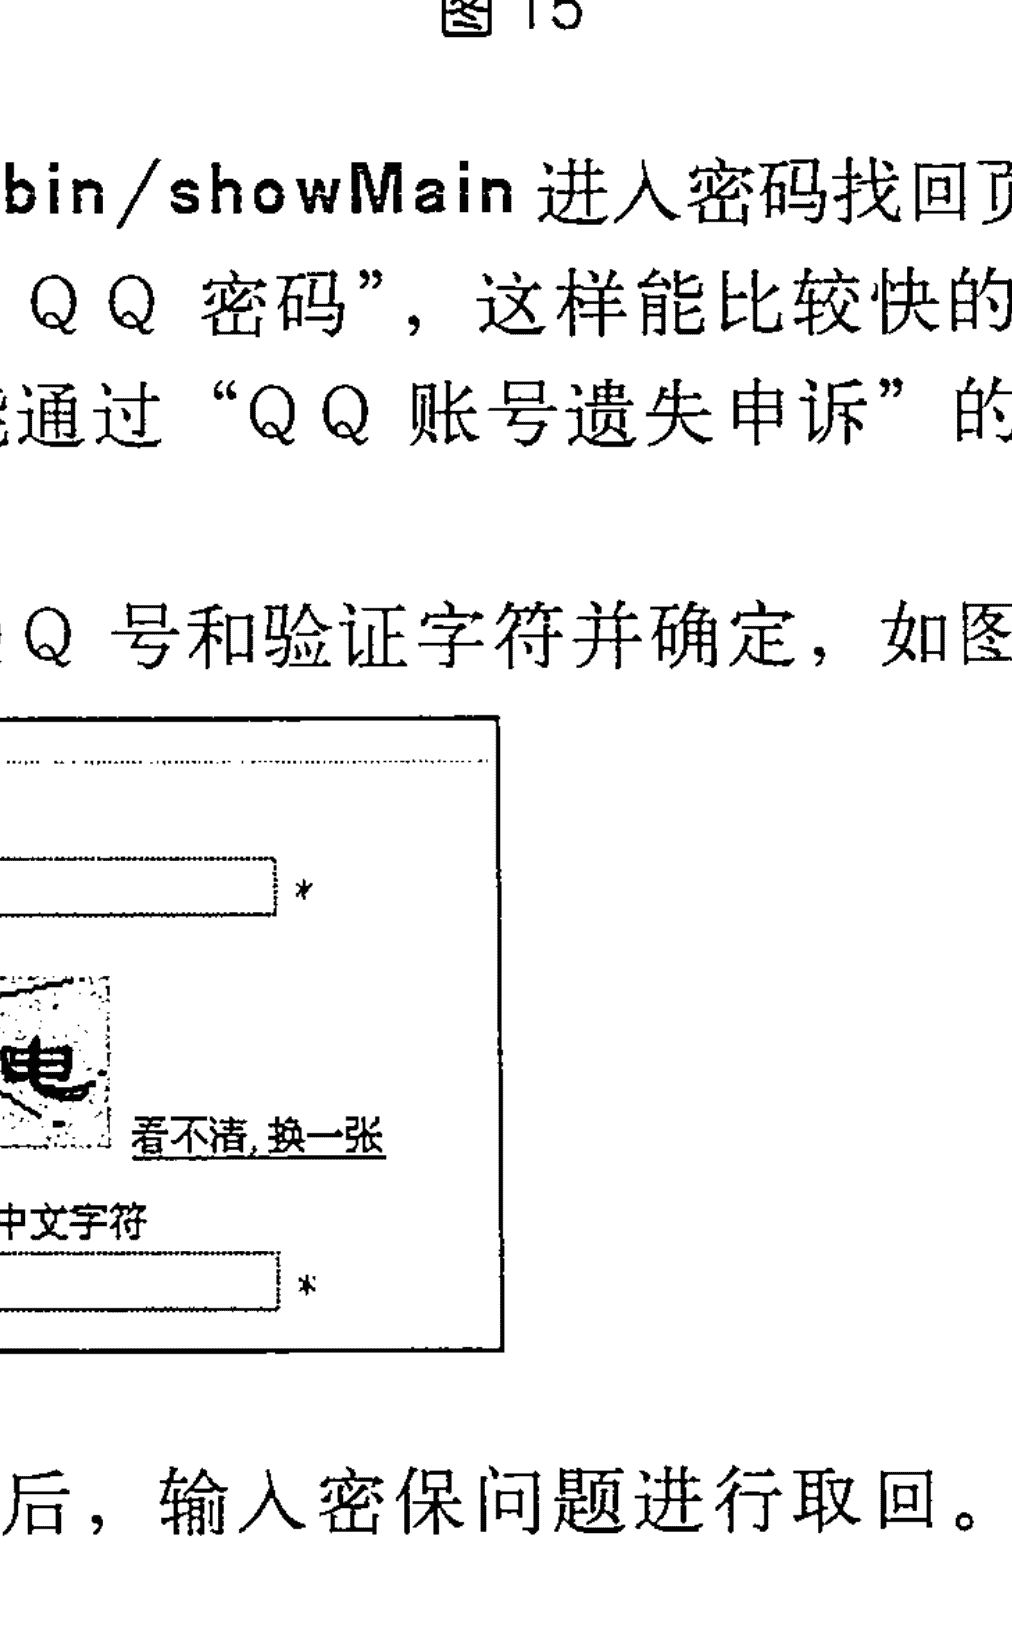 图 15
bin/showMain 进入密码找回页
QQ 密码”，这样能比较快的
通过“QQ 账号遗失申诉”的
Q 号和验证字符并确定，如图
*
电
看不清,换一张
中文字符
*
后，输入密保问题进行取回。